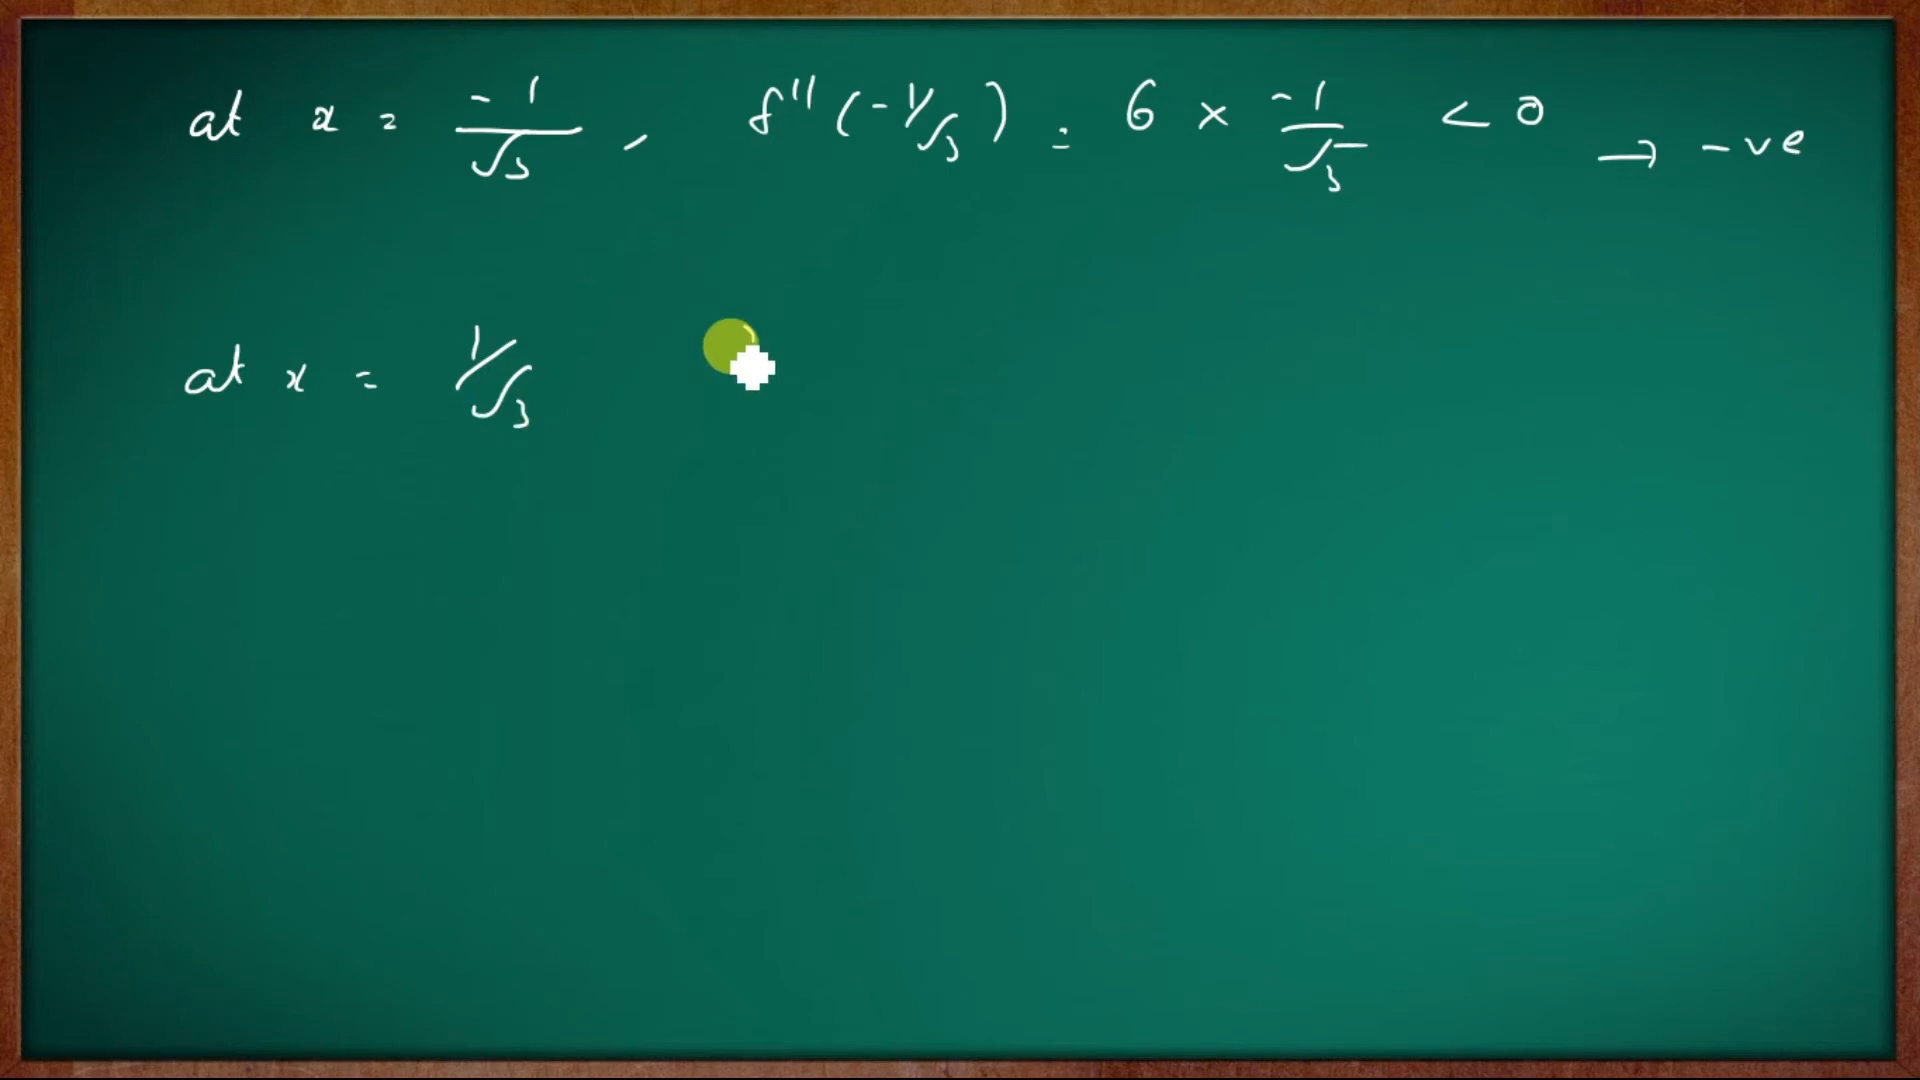 at x = -1/√3 , f''(-1/√3) = 6 × -1/√3 < 0 → -ve
at x = 1/√3